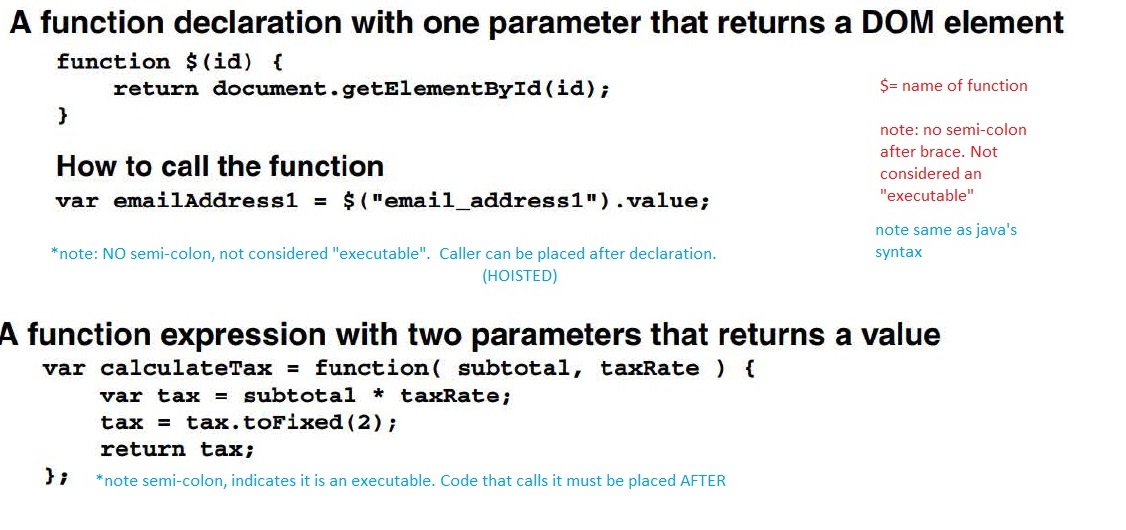 A function declaration with one parameter that returns a DOM element
function $(id) {
    return document.getElementById(id);
}
$= name of function
note: no semi-colon
after brace. Not
considered an
"executable"
note same as java's
syntax
How to call the function
var emailAddress1 = $("email_address1").value;
*note: NO semi-colon, not considered "executable".  Caller can be placed after declaration.
(HOISTED)
A function expression with two parameters that returns a value
var calculateTax = function( subtotal, taxRate ) {
    var tax = subtotal * taxRate;
    tax = tax.toFixed(2);
    return tax;
};
*note semi-colon, indicates it is an executable. Code that calls it must be placed AFTER